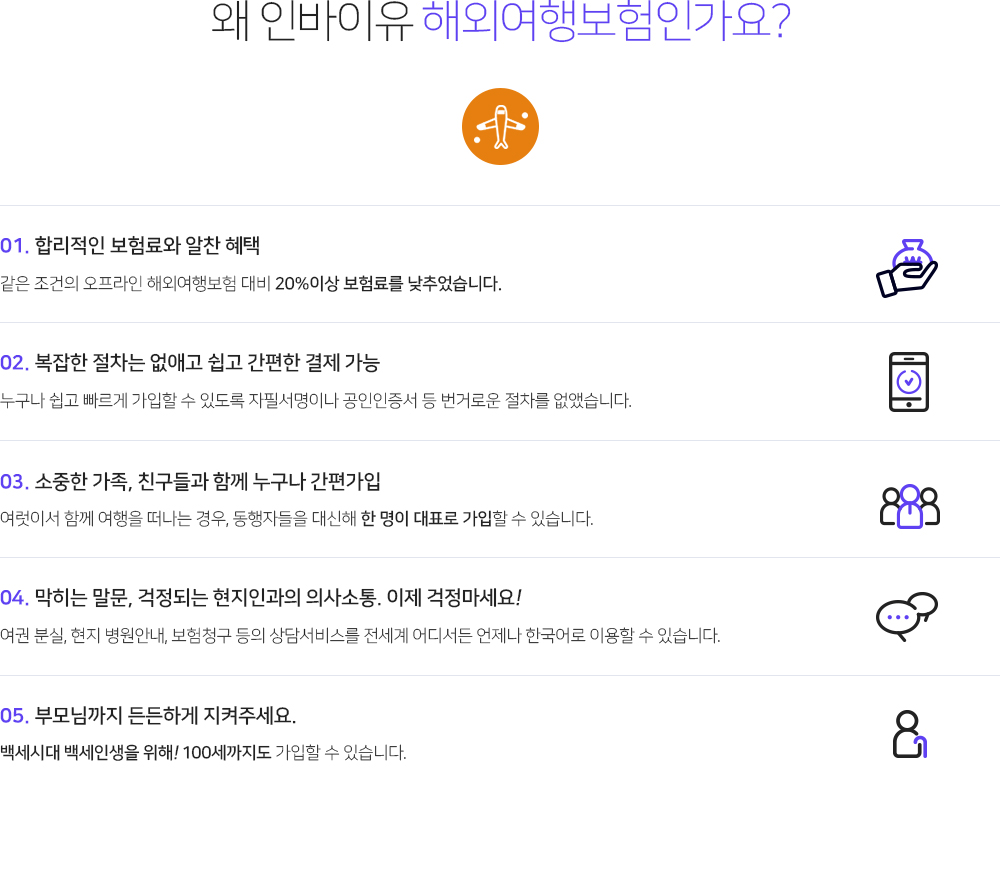 왜 인바이유 해외여행보험인가요?
01. 합리적인 보험료와 알찬 혜택
같은 조건의 오프라인 해외여행보험 대비 20%이상 보험료를 낮추었습니다.
02. 복잡한 절차는 없애고 쉽고 간편한 결제 가능
누구나 쉽고 빠르게 가입할 수 있도록 자필서명이나 공인인증서 등 번거로운 절차를 없앴습니다.
03. 소중한 가족, 친구들과 함께 누구나 간편가입
여럿이서 함께 여행을 떠나는 경우, 동행자들을 대신해 한 명이 대표로 가입할 수 있습니다.
04. 막히는 말문, 걱정되는 현지인과의 의사소통. 이제 걱정마세요!
여권 분실, 현지 병원안내, 보험청구 등의 상담서비스를 전세계 어디서든 언제나 한국어로 이용할 수 있습니다.
05. 부모님까지 든든하게 지켜주세요.
백세시대 백세인생을 위해! 100세까지도 가입할 수 있습니다.